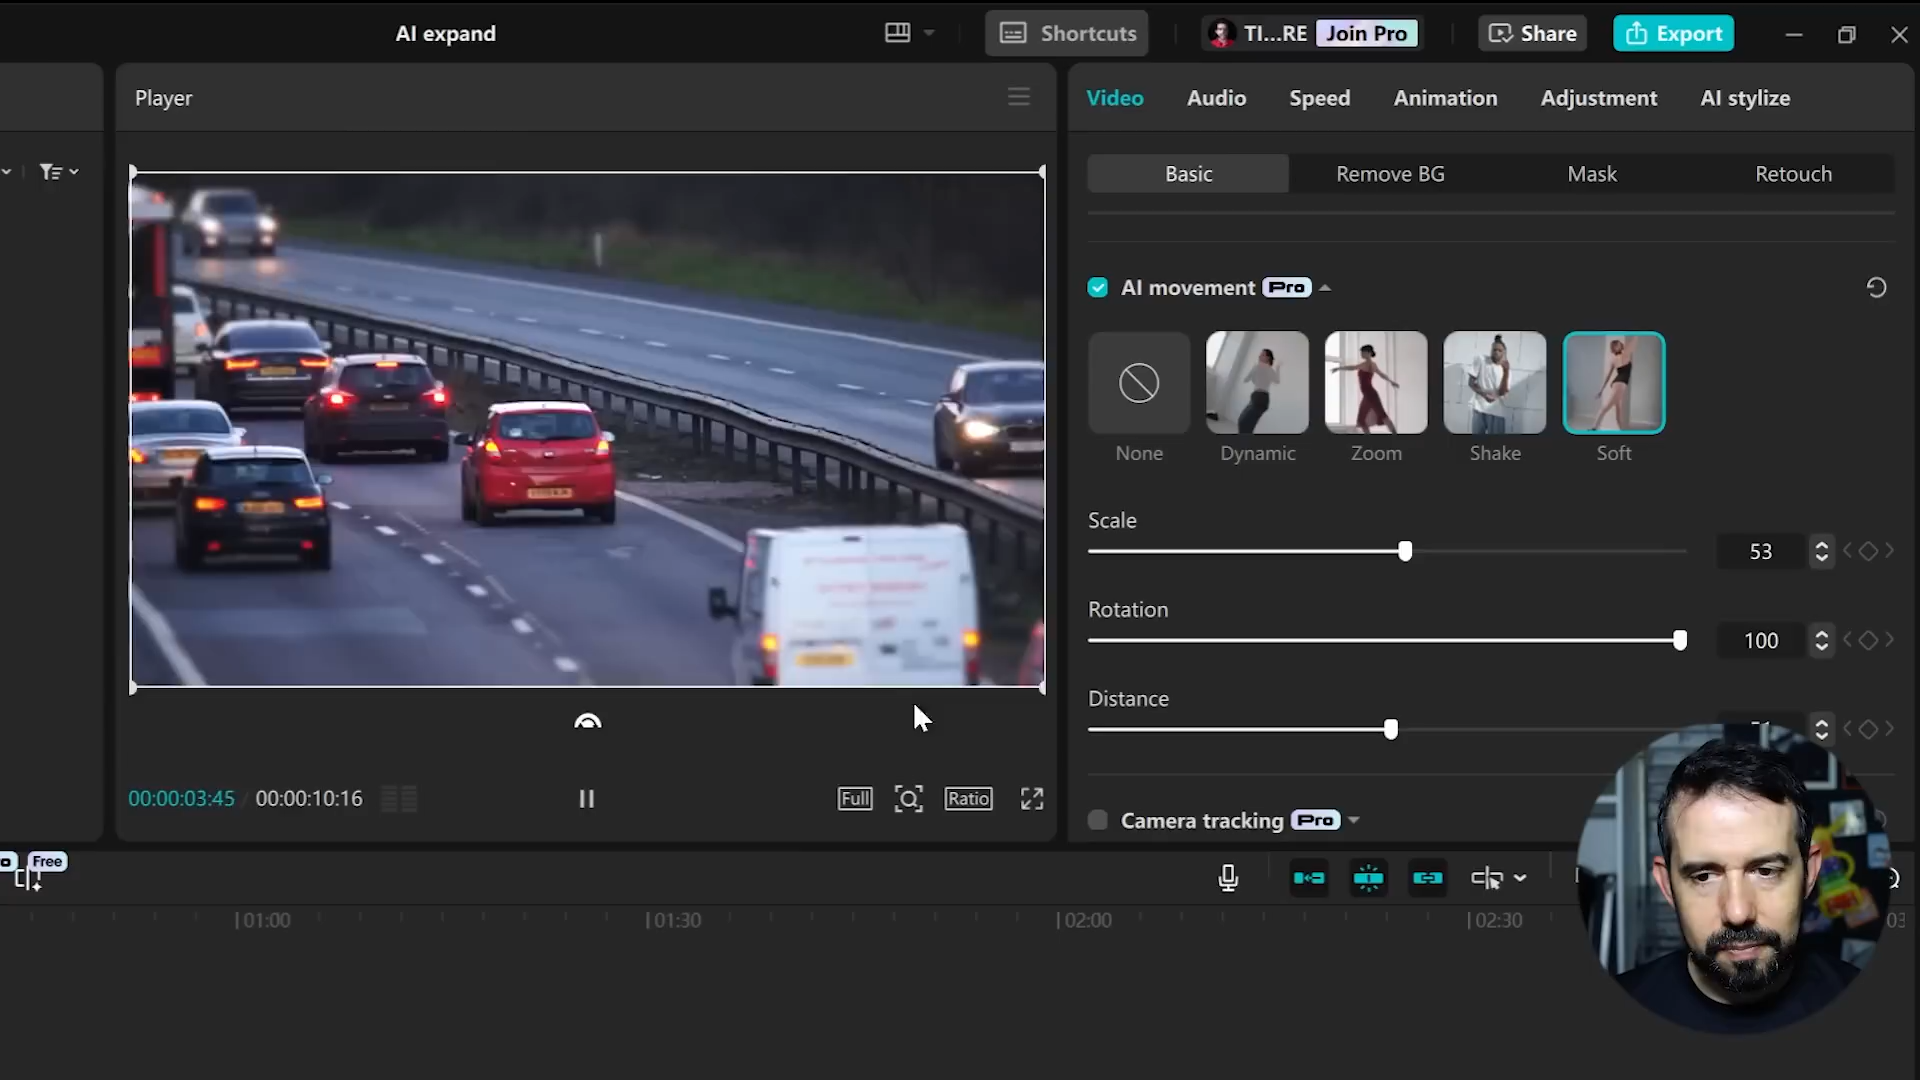 AI expand
Shortcuts
TI...RE
Join Pro
Share
Export
Player
Video
Audio
Speed
Animation
Adjustment
AI stylize
Basic
Remove BG
Mask
Retouch
AI movement Pro
None
Dynamic
Zoom
Shake
Soft
Scale
53
Rotation
100
Distance
00:00:03:45 / 00:00:10:16
Full
Ratio
Camera tracking Pro
Free
01:00
01:30
02:00
02:30